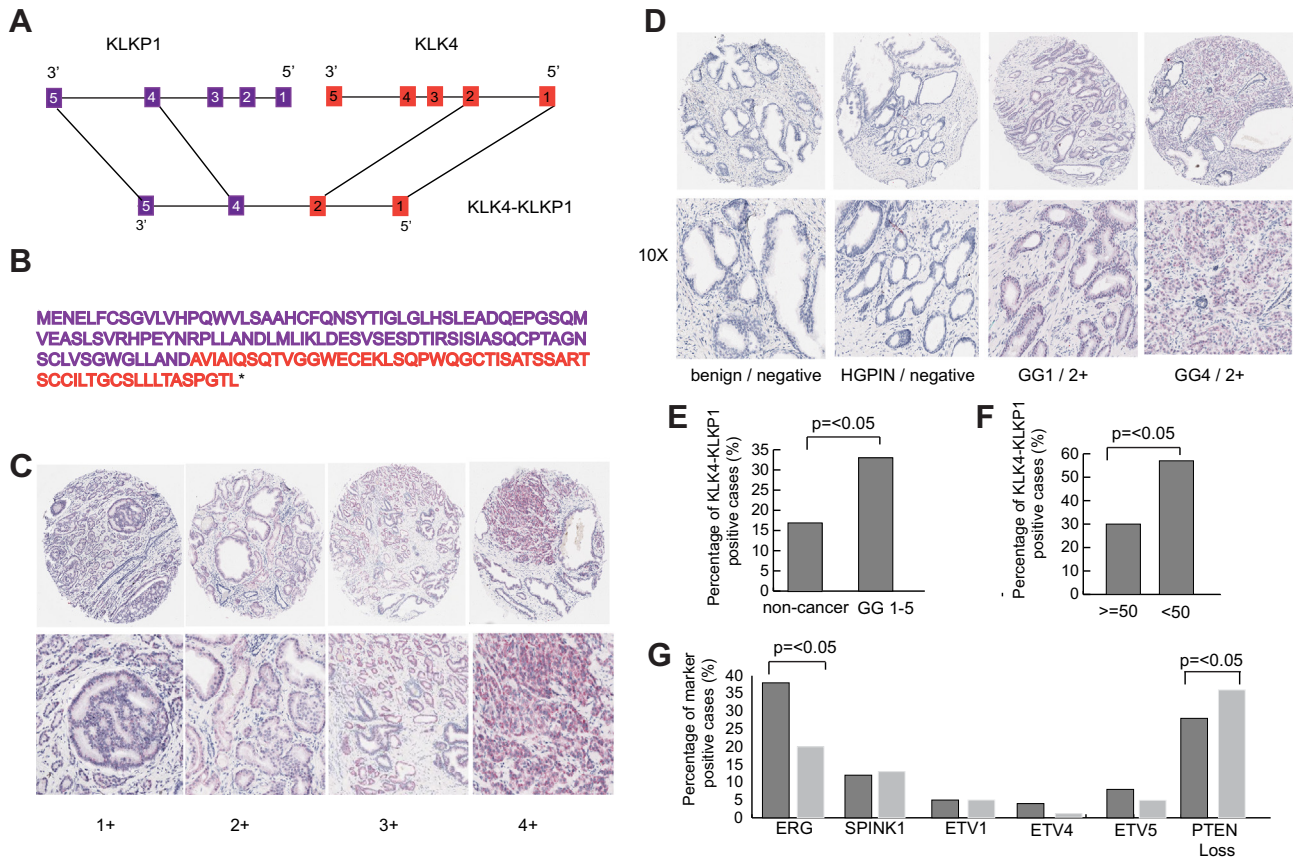 A
KLKP1
KLK4
3’
5’
3’
5’
5
4
3
2
1
5
4
3
2
1
5
4
2
1
KLK4-KLKP1
3’
5’
B
MENELFCSGVLVHPQWVLSAAHCFQNSYTIGLGLHSLEADQEPGSQM
VEASLSVRHPEYNRPLLANDLMLIKLDESVSESDTIRSISIASQCPTAGN
SCLVSGWGLLANDAVIAIQSQTVGGWECEKLSQPWQGCTISATSSART
SCCILTGCSLLLTASPGTL*
C
1+
2+
3+
4+
D
10X
benign / negative
HGPIN / negative
GG1 / 2+
GG4 / 2+
E
Percentage of KLK4-KLKP1
positive cases (%)
p=<0.05
35
30
25
20
15
10
5
0
non-cancer
GG 1-5
F
Percentage of KLK4-KLKP1
positive cases (%)
p=<0.05
60
50
40
30
20
10
0
>=50
<50
G
Percentage of marker
positive cases (%)
p=<0.05
p=<0.05
40
35
30
25
20
15
10
5
0
ERG
SPINK1
ETV1
ETV4
ETV5
PTEN
Loss